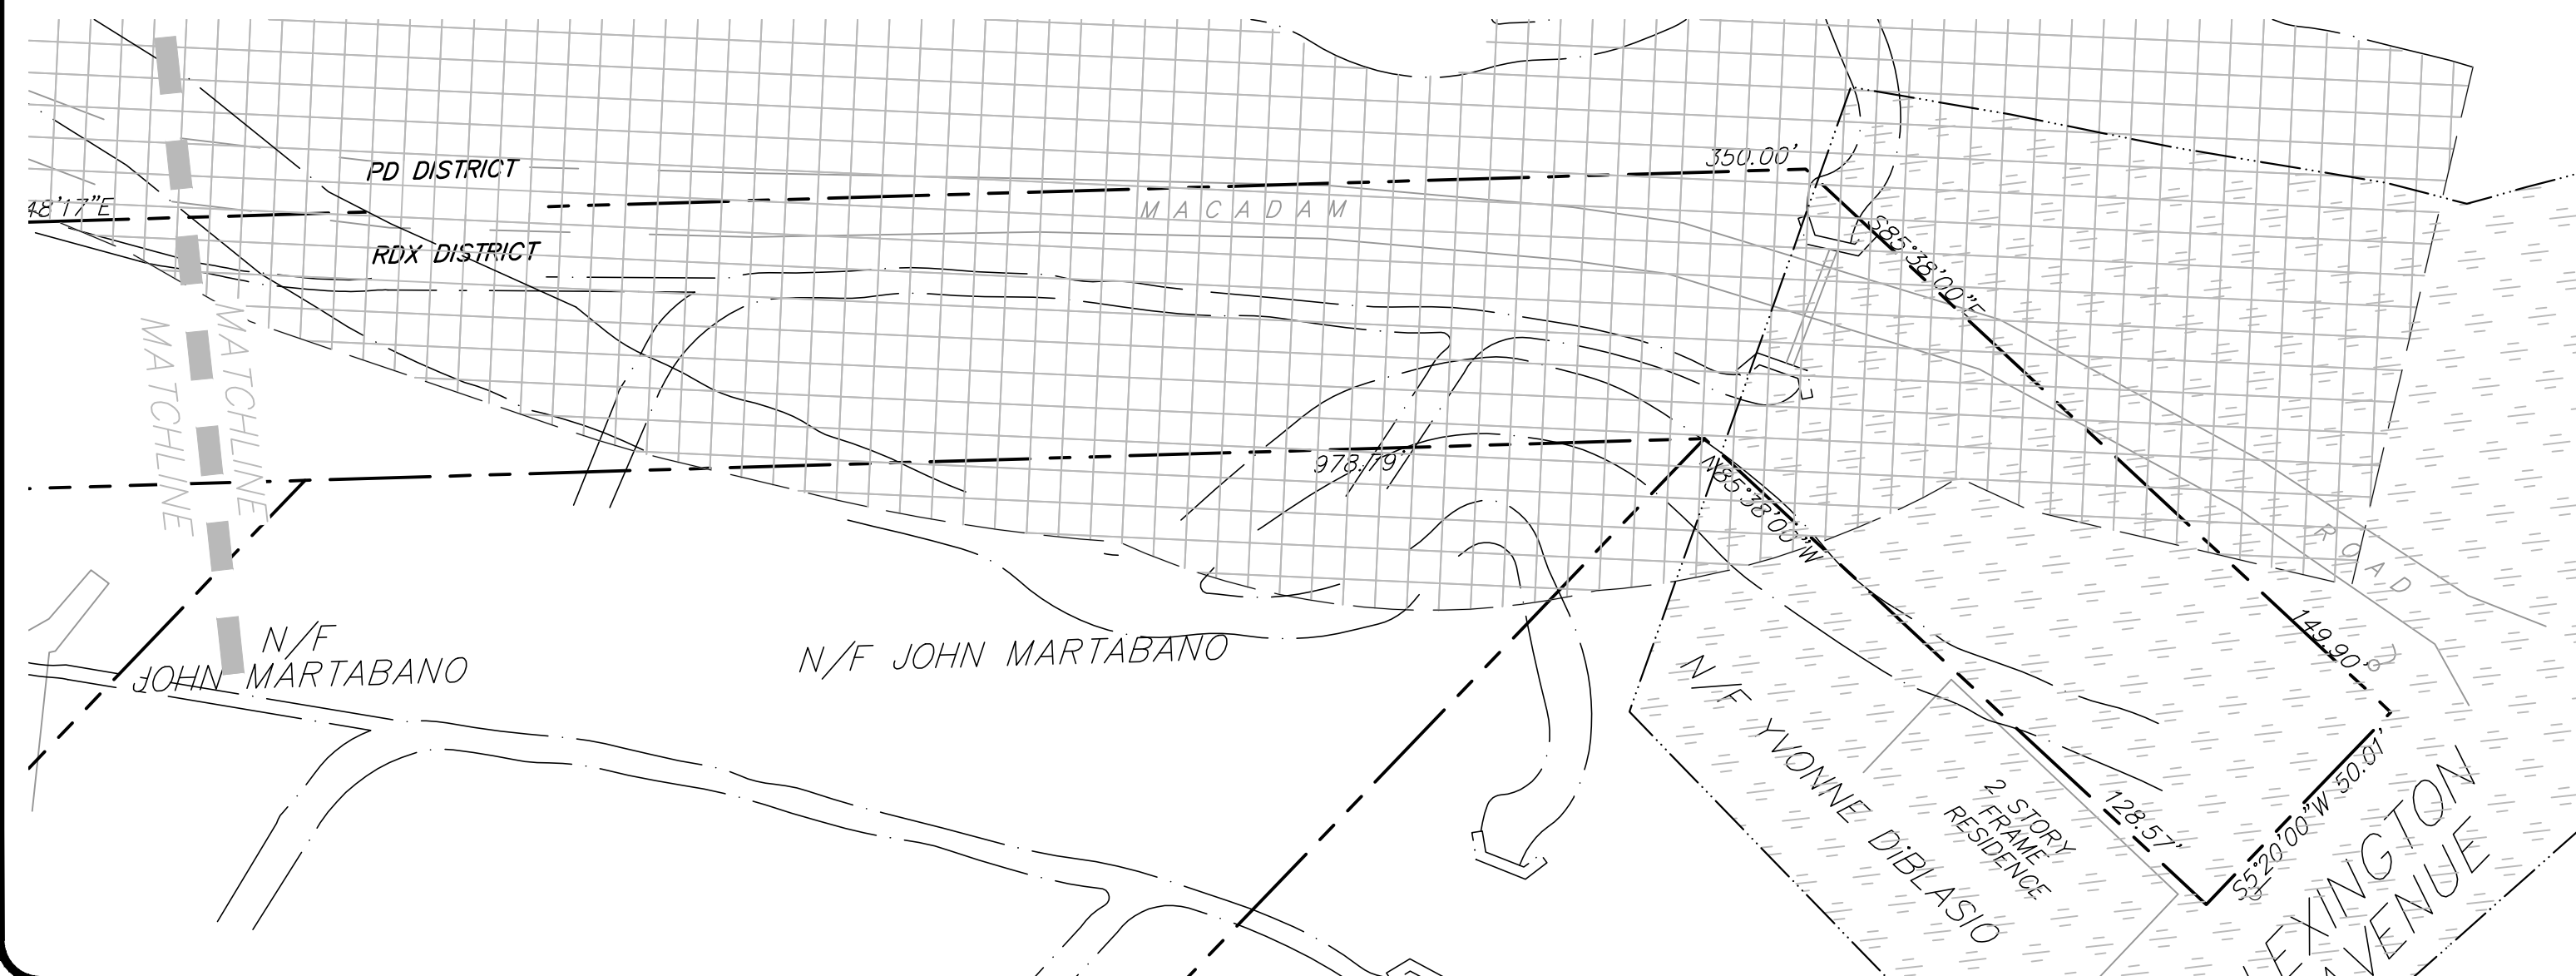 350.00'
PD DISTRICT
48'17"E
MACADAM
S85°38'00"E
RDX DISTRICT
MATCHLINE
MATCHLINE
978.79'
N85°38'00"W
ROAD
149.90'
N/F
JOHN MARTABANO
N/F JOHN MARTABANO
N/F YVONNE DiBLASIO
2 STORY
FRAME
RESIDENCE
128.57'
S5°20'00"W 50.01'
EXINGTON
AVENUE